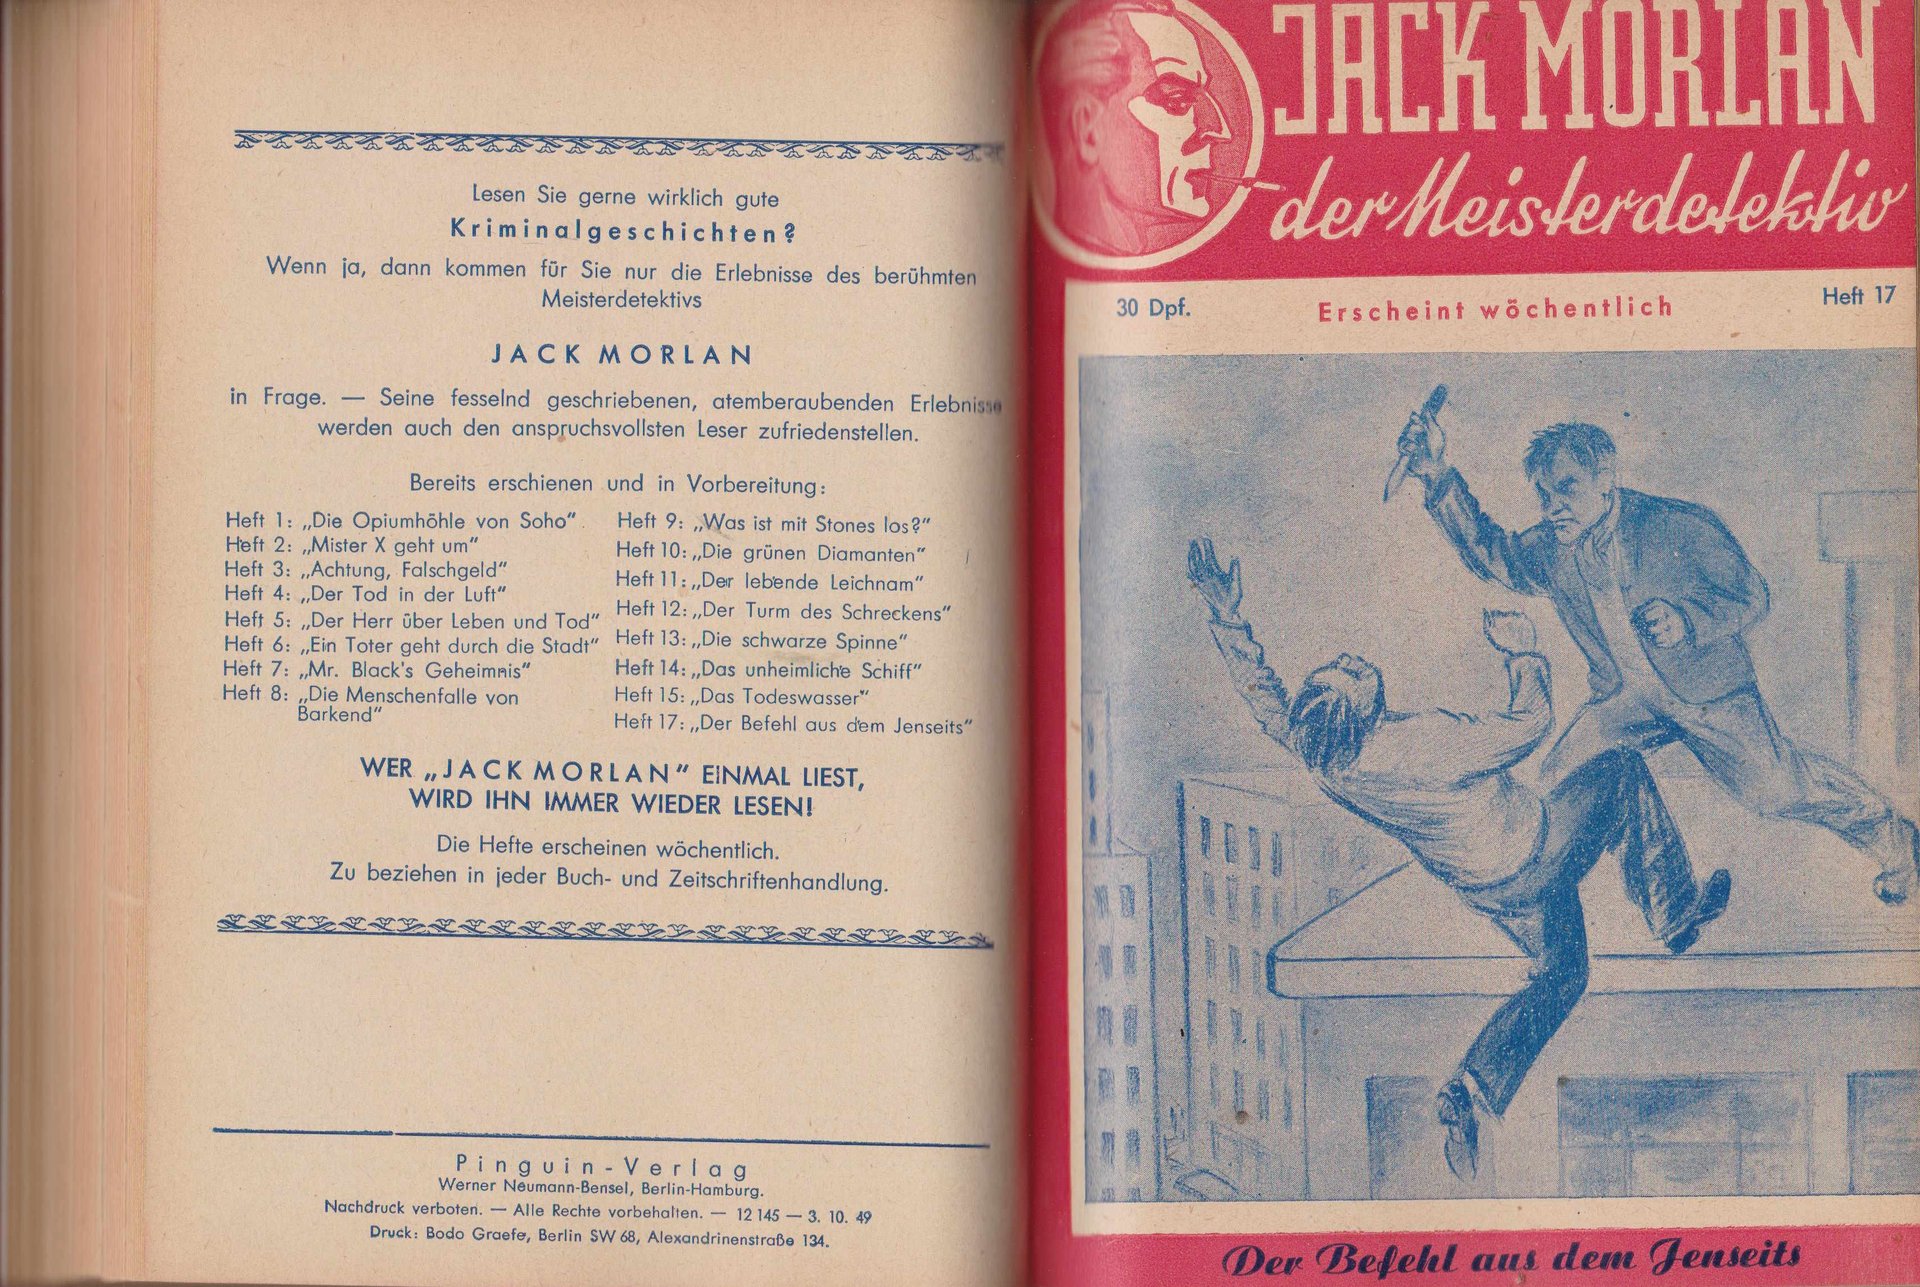 Lesen Sie gerne wirklich gute
Kriminalgeschichten?
Wenn ja, dann kommen für Sie nur die Erlebnisse des berühmten
Meisterdetektivs
JACK MORLAN
in Frage. — Seine fesselnd geschriebenen, atemberaubenden Erlebnisse
werden auch den anspruchsvollsten Leser zufriedenstellen.
Bereits erschienen und in Vorbereitung:
Heft 1: „Die Opiumhöhle von Soho"
Heft 2: „Mister X geht um"
Heft 3: „Achtung, Falschgeld"
Heft 4: „Der Tod in der Luft"
Heft 5: „Der Herr über Leben und Tod"
Heft 6: „Ein Toter geht durch die Stadt"
Heft 7: „Mr. Black's Geheimnis"
Heft 8: „Die Menschenfalle von
Barkend"
Heft 9: „Was ist mit Stones los?"
Heft 10: „Die grünen Diamanten"
Heft 11: „Der lebende Leichnam"
Heft 12: „Der Turm des Schreckens"
Heft 13: „Die schwarze Spinne"
Heft 14: „Das unheimliche Schiff"
Heft 15: „Das Todeswasser"
Heft 17: „Der Befehl aus dem Jenseits"
WER „JACK MORLAN" EINMAL LIEST,
WIRD IHN IMMER WIEDER LESEN!
Die Hefte erscheinen wöchentlich.
Zu beziehen in jeder Buch- und Zeitschriftenhandlung.
Pinguin-Verlag
Werner Neumann-Bensel, Berlin-Hamburg.
Nachdruck verboten. — Alle Rechte vorbehalten. — 12 145 — 3. 10. 49
Druck: Bodo Graefe, Berlin SW 68, Alexandrinenstraße 134.
JACK MORLAN
der Meisterdetektiv
30 Dpf.
Erscheint wöchentlich
Heft 17
Der Befehl aus dem Jenseits